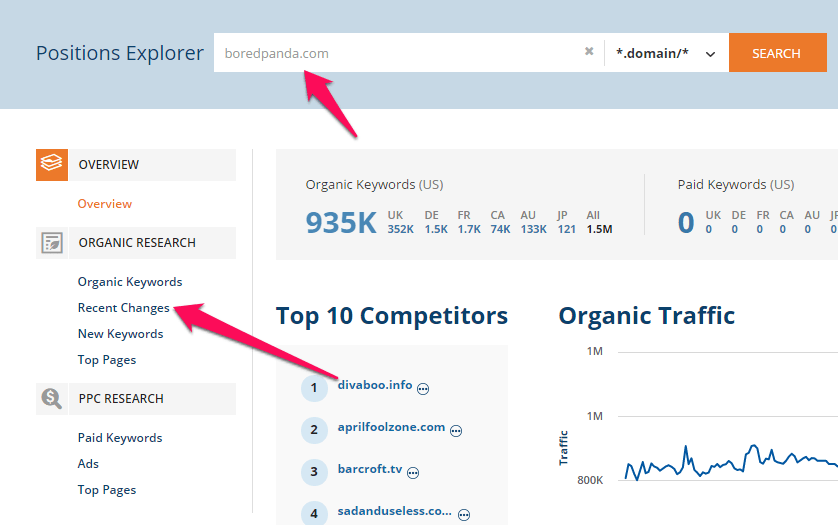 Positions Explorer
boredpanda.com
*.domain/*
SEARCH
OVERVIEW
Overview
ORGANIC RESEARCH
Organic Keywords
Recent Changes
New Keywords
Top Pages
PPC RESEARCH
Paid Keywords
Ads
Top Pages
Organic Keywords (US)
935K
UK DE FR CA AU JP All
352K 1.5K 1.7K 74K 133K 121 1.5M
Paid Keywords (US)
0
UK DE FR CA AU
0 0 0 0 0
Top 10 Competitors
1 divaboo.info
2 aprilfoolzone.com
3 barcroft.tv
4 sadanduseless.co...
Organic Traffic
1M
1M
800K
Traffic